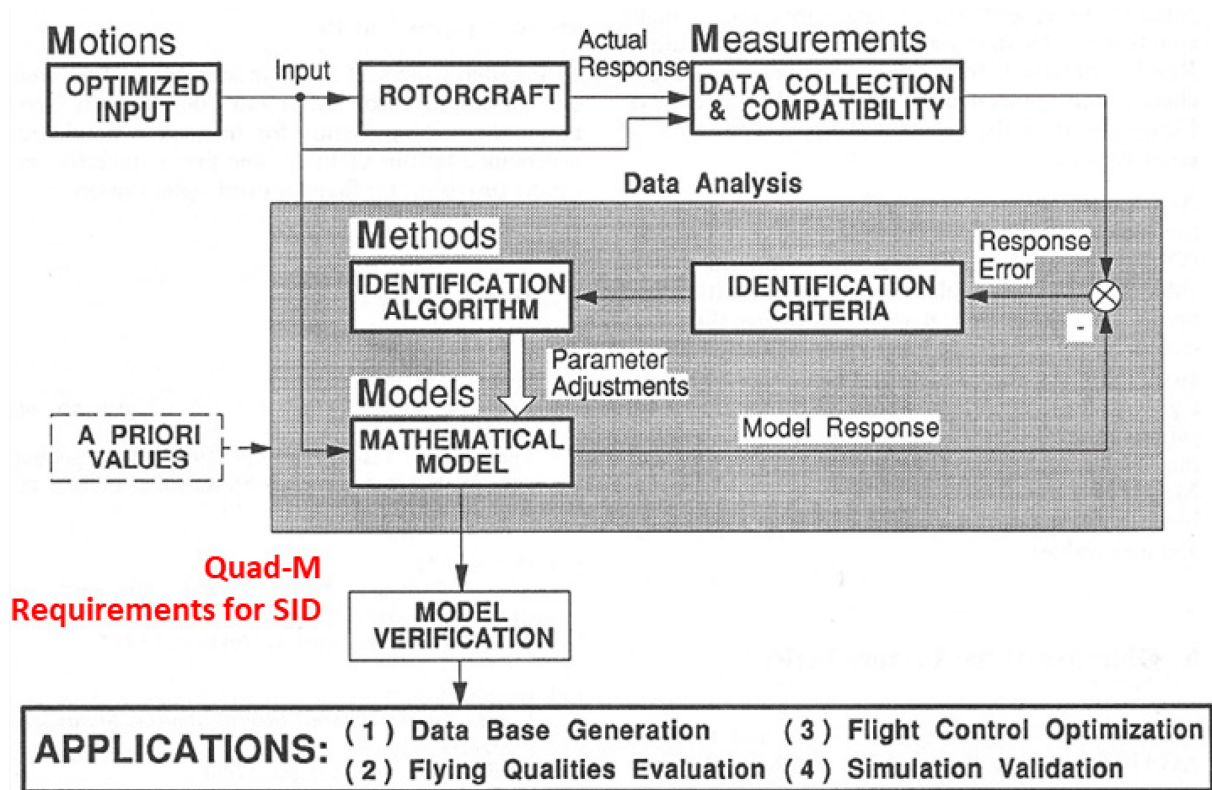 Motions
OPTIMIZED
INPUT
Input
ROTORCRAFT
Actual
Response
Measurements
DATA COLLECTION
& COMPATIBILITY
Data Analysis
Methods
IDENTIFICATION
ALGORITHM
IDENTIFICATION
CRITERIA
Response
Error
-
Parameter
Adjustments
Models
MATHEMATICAL
MODEL
Model Response
A PRIORI
VALUES
Quad-M
Requirements for SID
MODEL
VERIFICATION
APPLICATIONS:
(1) Data Base Generation
(2) Flying Qualities Evaluation
(3) Flight Control Optimization
(4) Simulation Validation